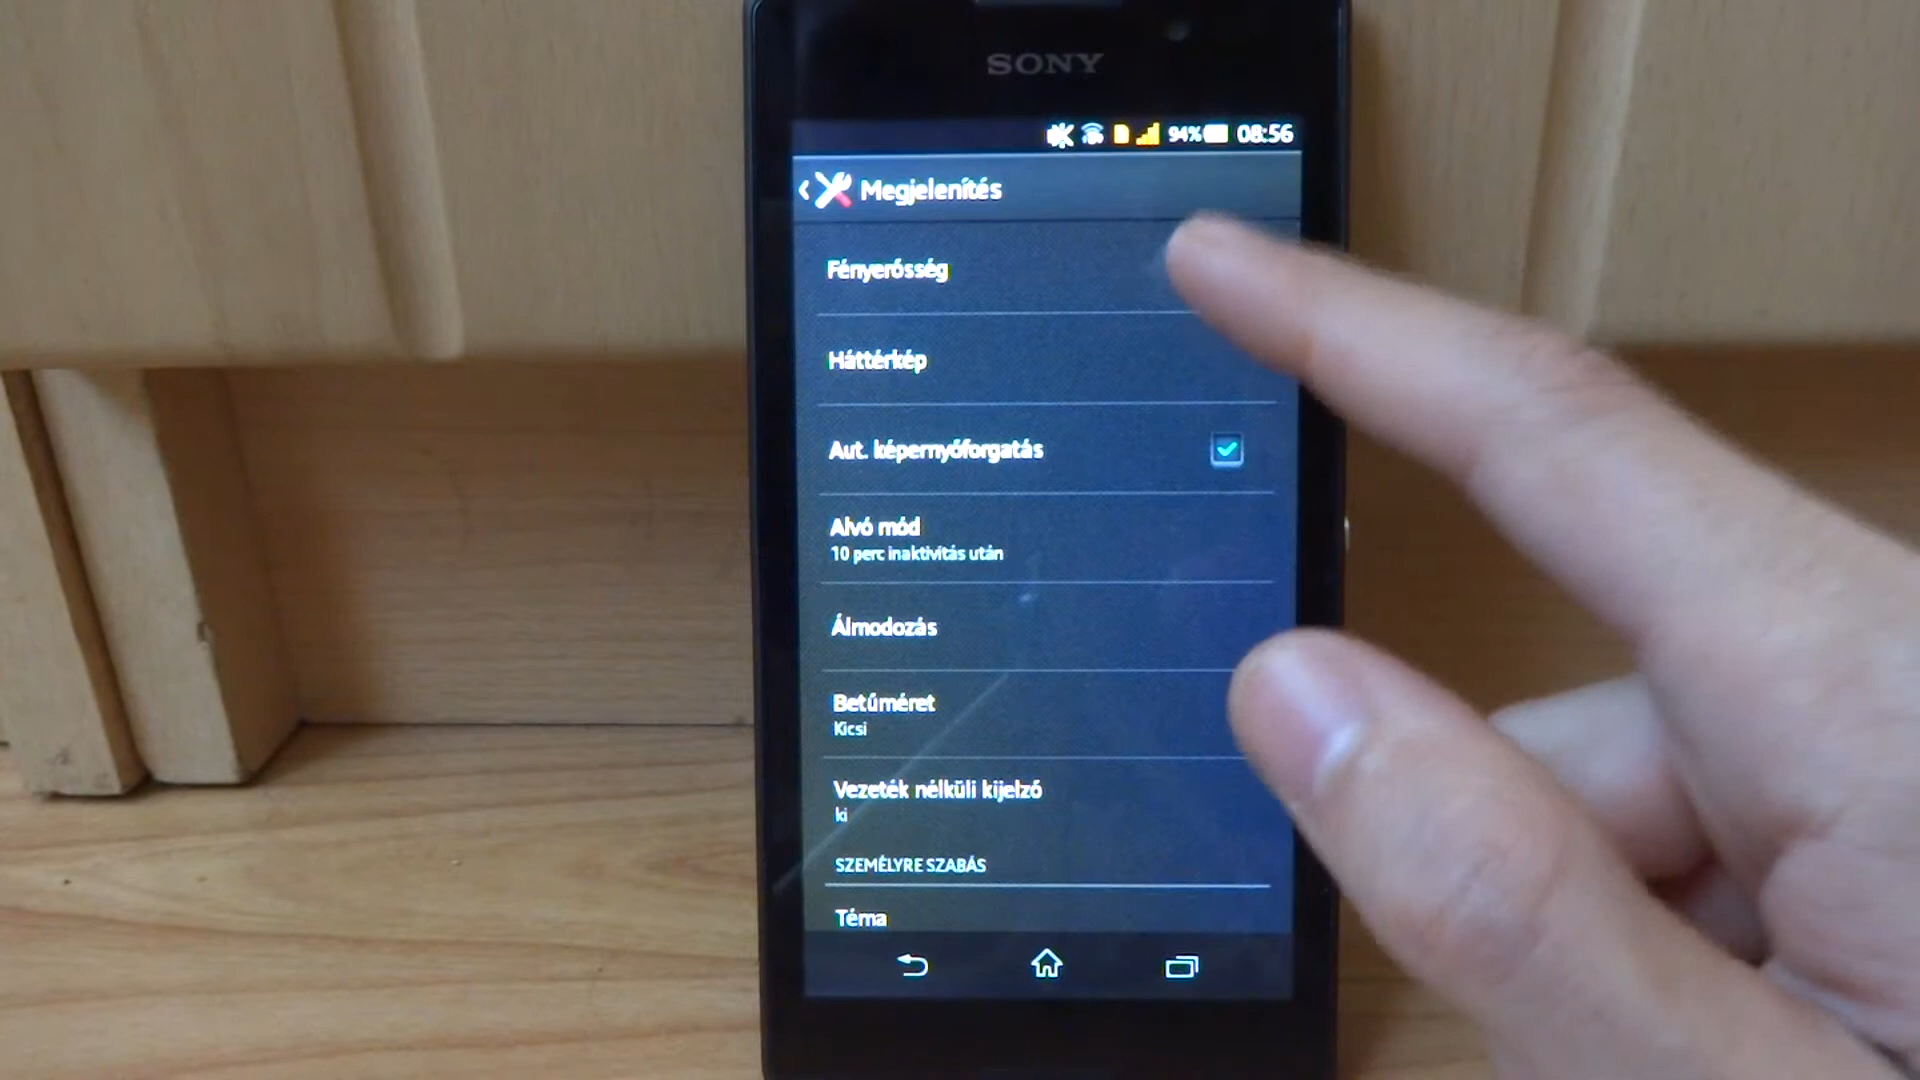 SONY
94% 08:56
Megjelenítés
Fényerősség
Háttérkép
Aut. képernyőforgatás
Alvó mód
10 perc inaktivitás után
Álmodozás
Betűméret
Kicsi
Vezeték nélküli kijelző
ki
SZEMÉLYRE SZABÁS
Téma